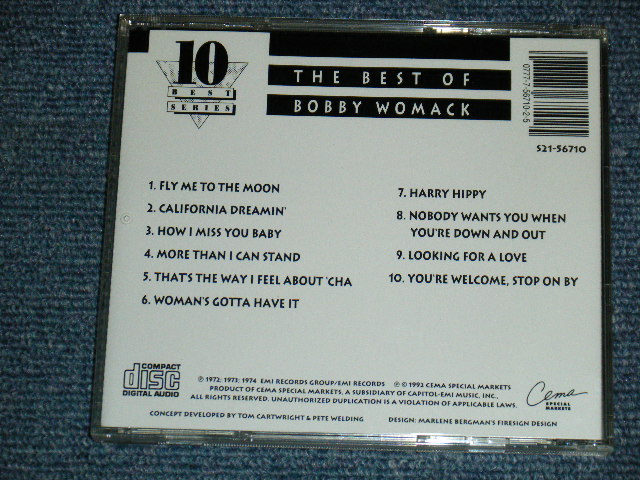 10
BEST
SERIES
THE BEST OF
BOBBY WOMACK
0777-7-56710-2-5
S21-56710
1. FLY ME TO THE MOON
2. CALIFORNIA DREAMIN'
3. HOW I MISS YOU BABY
4. MORE THAN I CAN STAND
5. THAT'S THE WAY I FEEL ABOUT 'CHA
6. WOMAN'S GOTTA HAVE IT
7. HARRY HIPPY
8. NOBODY WANTS YOU WHEN
YOU'RE DOWN AND OUT
9. LOOKING FOR A LOVE
10. YOU'RE WELCOME, STOP ON BY
COMPACT
disc
DIGITAL AUDIO
℗ 1972; 1973; 1974 EMI RECORDS GROUP/EMI RECORDS ℗ © 1992 CEMA SPECIAL MARKETS
PRODUCT OF CEMA SPECIAL MARKETS, A SUBSIDIARY OF CAPITOL-EMI MUSIC, INC.,
ALL RIGHTS RESERVED. UNAUTHORIZED DUPLICATION IS A VIOLATION OF APPLICABLE LAWS.
Cema
SPECIAL
MARKETS
CONCEPT DEVELOPED BY TOM CARTWRIGHT & PETE WELDING
DESIGN: MARLENE BERGMAN'S FIRESIGN DESIGN